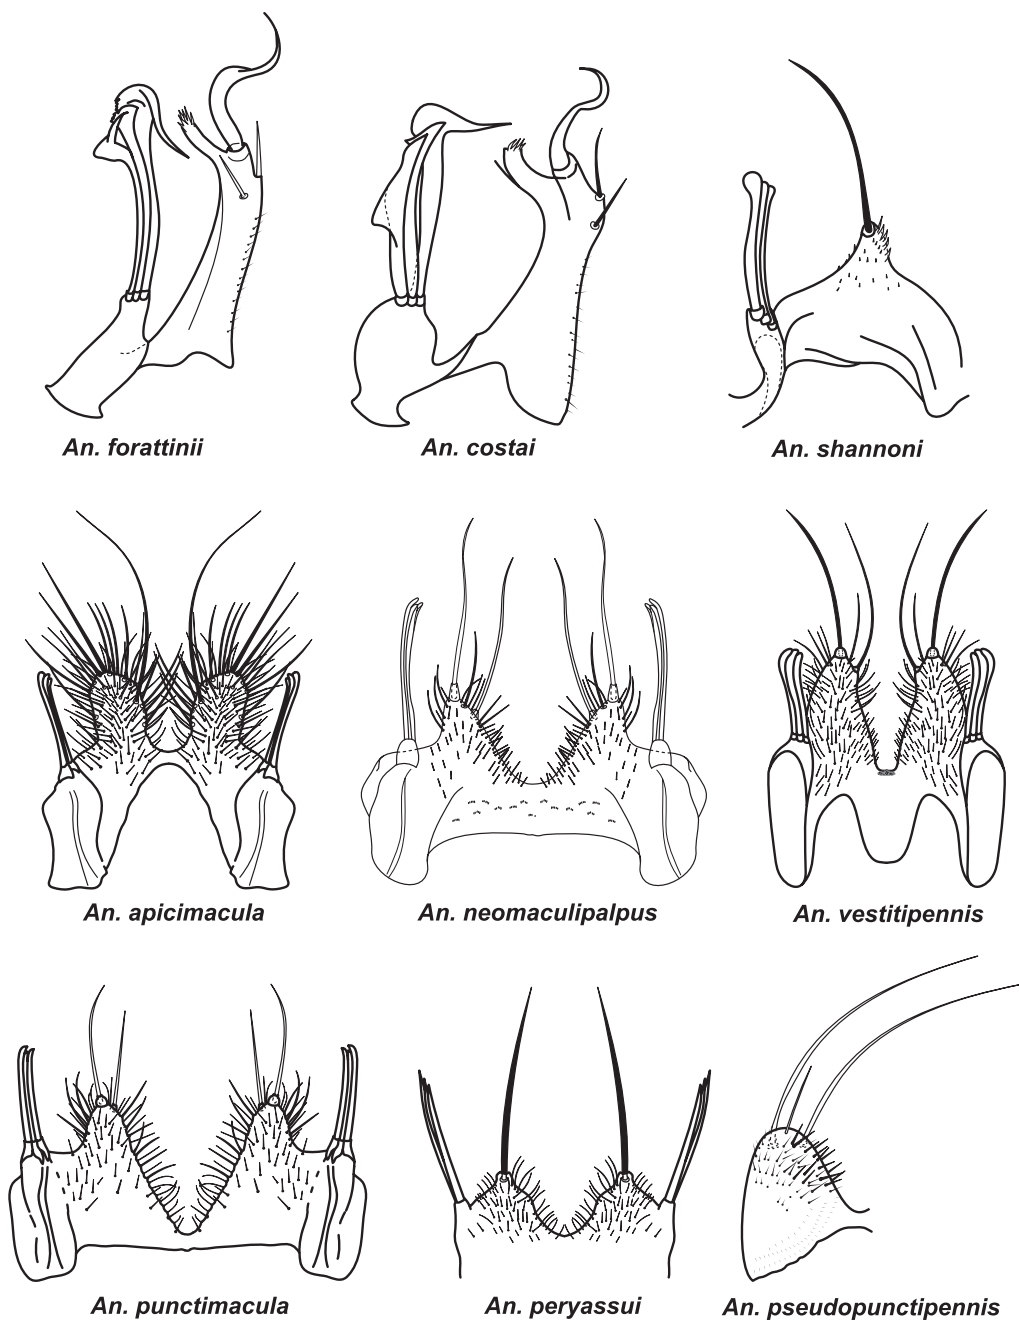 An. forattinii
An. costai
An. shannoni
An. apicimacula
An. neomaculipalpus
An. vestitipennis
An. punctimacula
An. peryassui
An. pseudopunctipennis